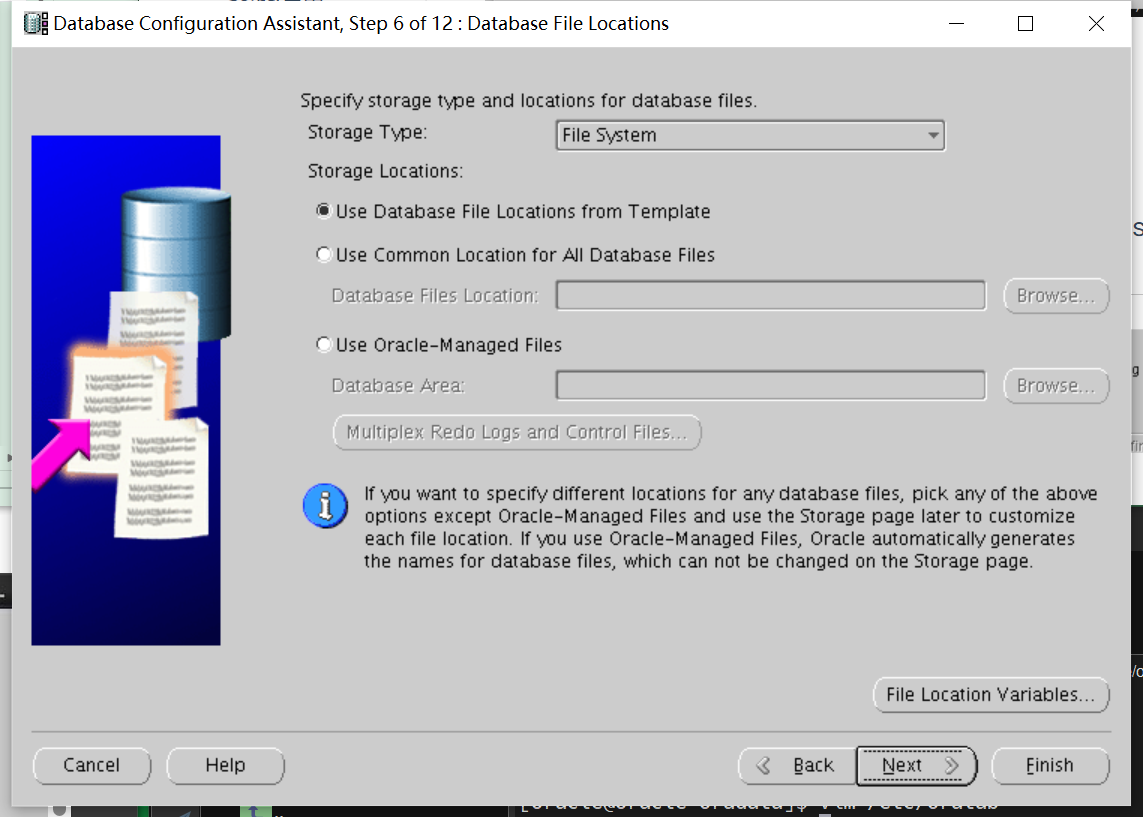 Database Configuration Assistant, Step 6 of 12 : Database File Locations
Specify storage type and locations for database files.
Storage Type:
File System
Storage Locations:
Use Database File Locations from Template
Use Common Location for All Database Files
Database Files Location:
Browse...
Use Oracle-Managed Files
Database Area:
Browse...
Multiplex Redo Logs and Control Files...
If you want to specify different locations for any database files, pick any of the above
options except Oracle-Managed Files and use the Storage page later to customize
each file location. If you use Oracle-Managed Files, Oracle automatically generates
the names for database files, which can not be changed on the Storage page.
File Location Variables...
Cancel
Help
Back
Next
Finish